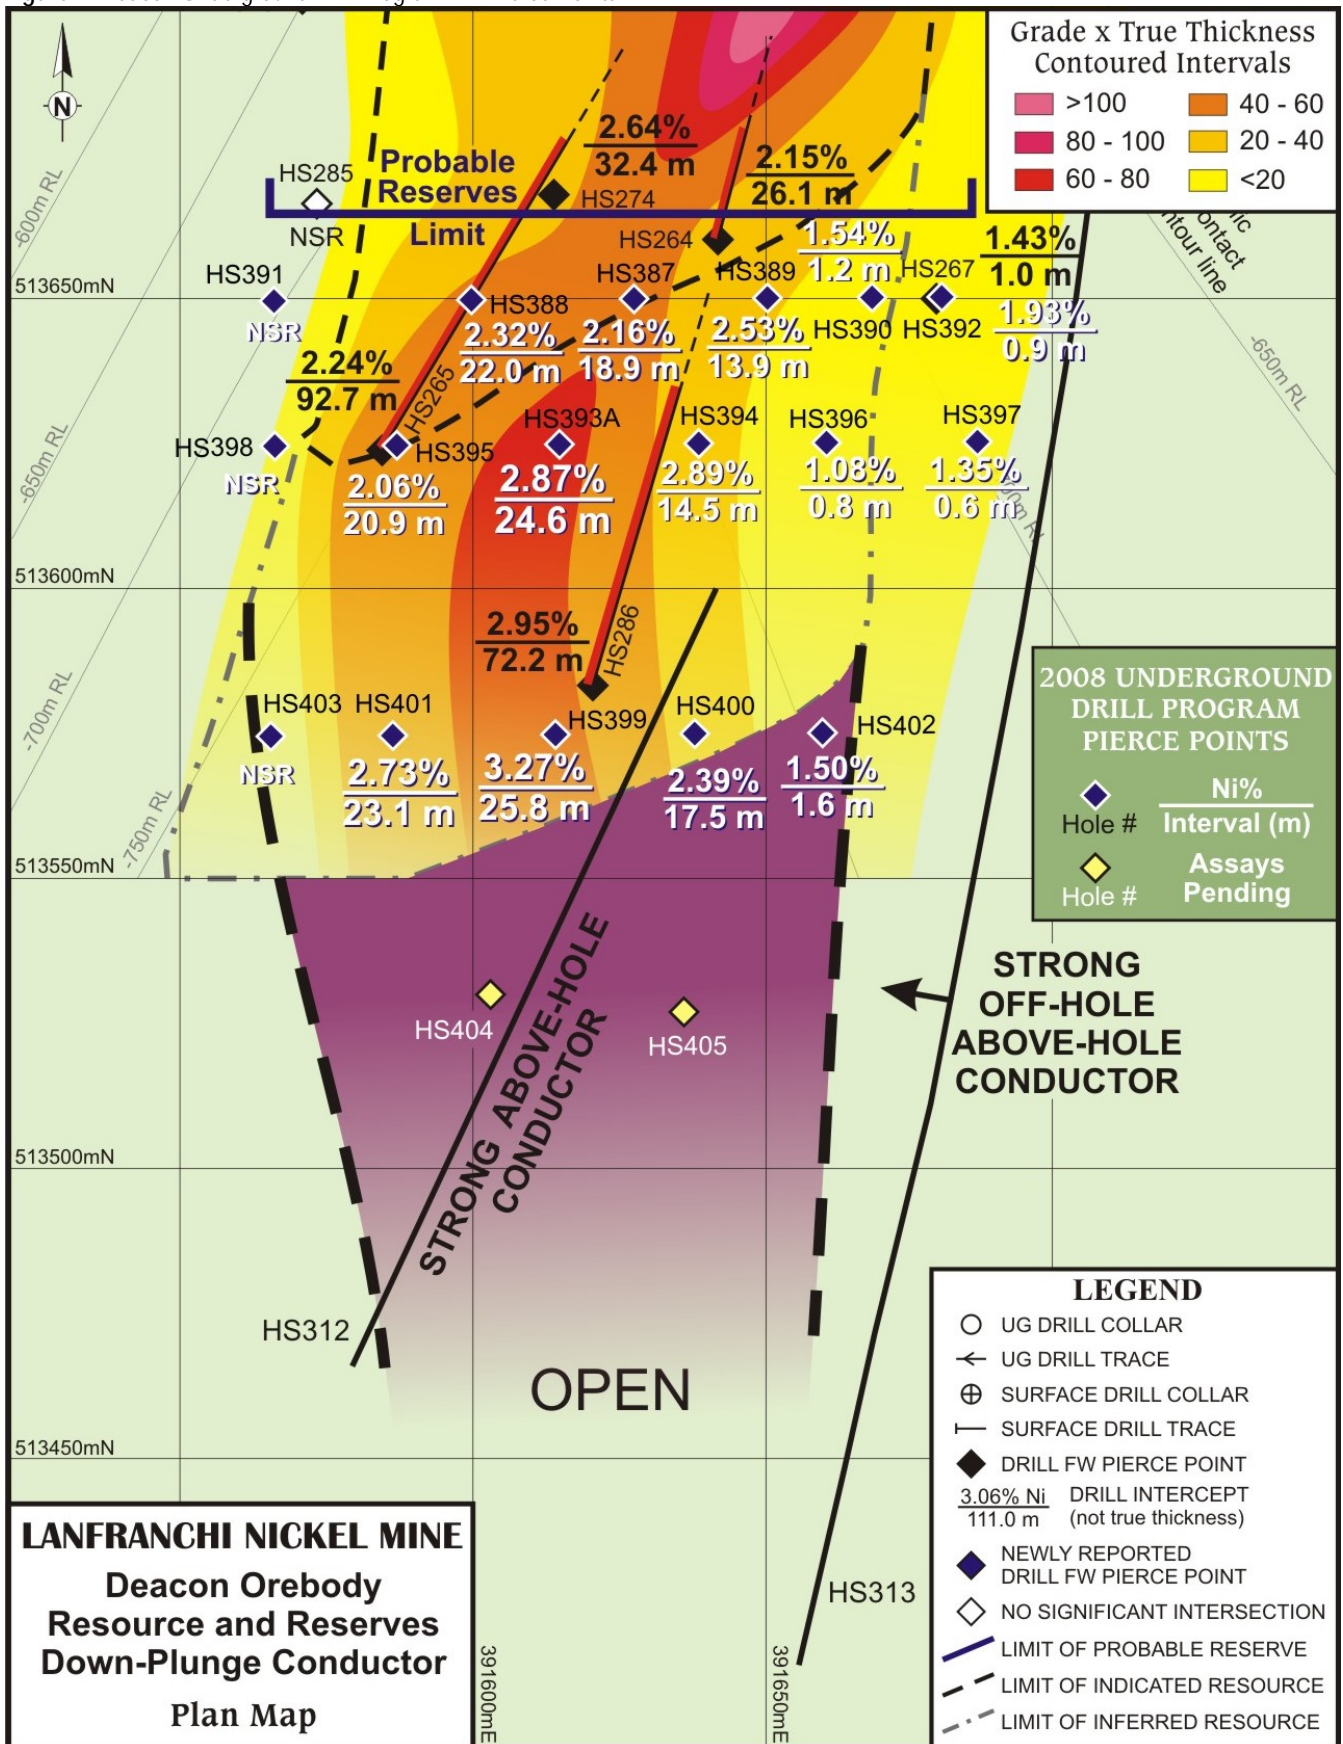 Grade x True Thickness
Contoured Intervals
>100
80 - 100
60 - 80
40 - 60
20 - 40
<20
N
-600m RL
HS285
NSR
Probable
Reserves
Limit
2.64%
32.4 m
HS274
2.15%
26.1 m
HS264
1.54%
1.2 m
HS267
1.43%
1.0 m
ontact
ntour line
513650mN
HS391
NSR
HS388
2.32%
22.0 m
HS387
2.16%
18.9 m
HS389
2.53%
13.9 m
HS390
HS392
1.93%
0.9 m
-650m RL
2.24%
92.7 m
HS265
-650m RL
HS398
NSR
HS395
2.06%
20.9 m
HS393A
2.87%
24.6 m
HS394
2.89%
14.5 m
HS396
1.08%
0.8 m
HS397
1.35%
0.6 m
513600mN
2.95%
72.2 m
HS286
-700m RL
HS403
NSR
HS401
2.73%
23.1 m
HS399
3.27%
25.8 m
HS400
2.39%
17.5 m
HS402
1.50%
1.6 m
-750m RL
2008 UNDERGROUND
DRILL PROGRAM
PIERCE POINTS
Hole #
Ni%
Interval (m)
Hole #
Assays
Pending
513550mN
HS404
HS405
STRONG ABOVE-HOLE
CONDUCTOR
STRONG
OFF-HOLE
ABOVE-HOLE
CONDUCTOR
513500mN
HS312
OPEN
513450mN
HS313
391600mE
391650mE
LANFRANCHI NICKEL MINE
Deacon Orebody
Resource and Reserves
Down-Plunge Conductor
Plan Map
LEGEND
UG DRILL COLLAR
UG DRILL TRACE
SURFACE DRILL COLLAR
SURFACE DRILL TRACE
DRILL FW PIERCE POINT
3.06% Ni
111.0 m
DRILL INTERCEPT
(not true thickness)
NEWLY REPORTED
DRILL FW PIERCE POINT
NO SIGNIFICANT INTERSECTION
LIMIT OF PROBABLE RESERVE
LIMIT OF INDICATED RESOURCE
LIMIT OF INFERRED RESOURCE